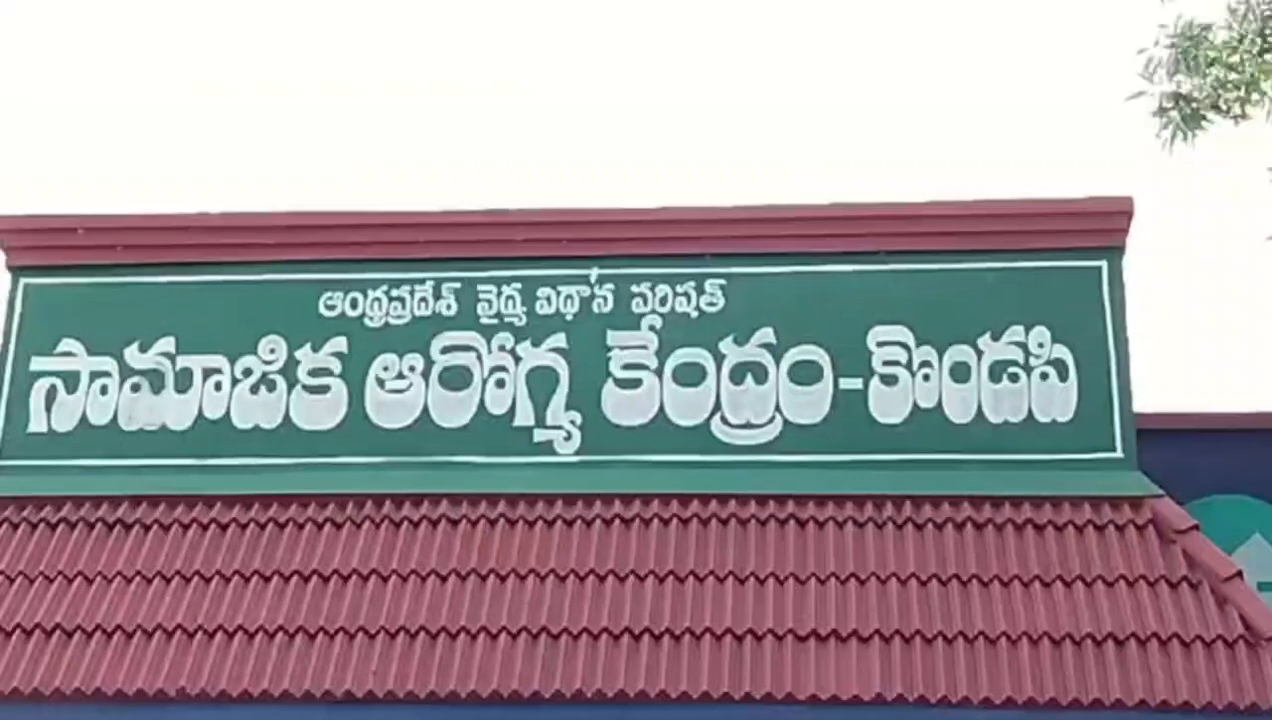 ఆంధ్రప్రదేశ్ వైద్య విధాన పరిషత్
సామాజిక ఆరోగ్య కేంద్రం-కొండపి